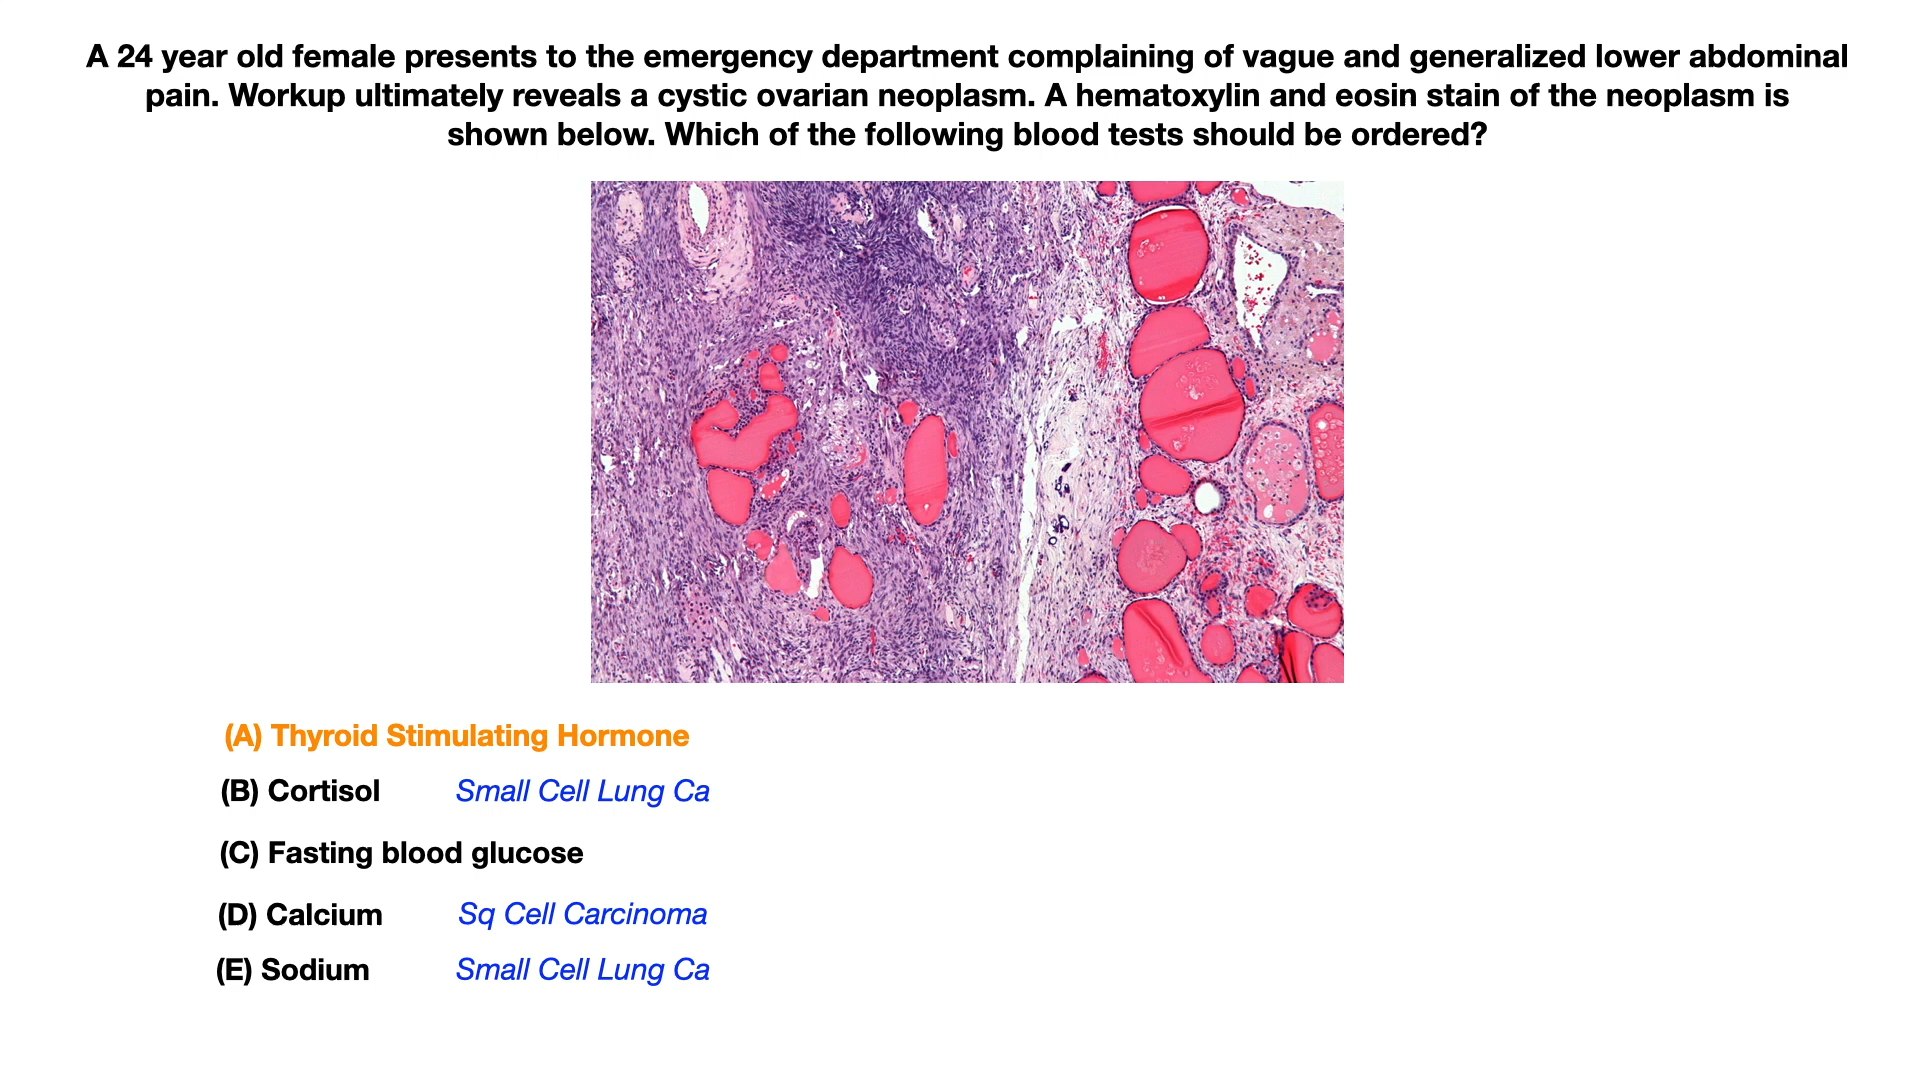 A 24 year old female presents to the emergency department complaining of vague and generalized lower abdominal
pain. Workup ultimately reveals a cystic ovarian neoplasm. A hematoxylin and eosin stain of the neoplasm is
shown below. Which of the following blood tests should be ordered?
(A) Thyroid Stimulating Hormone
(B) Cortisol Small Cell Lung Ca
(C) Fasting blood glucose
(D) Calcium Sq Cell Carcinoma
(E) Sodium Small Cell Lung Ca